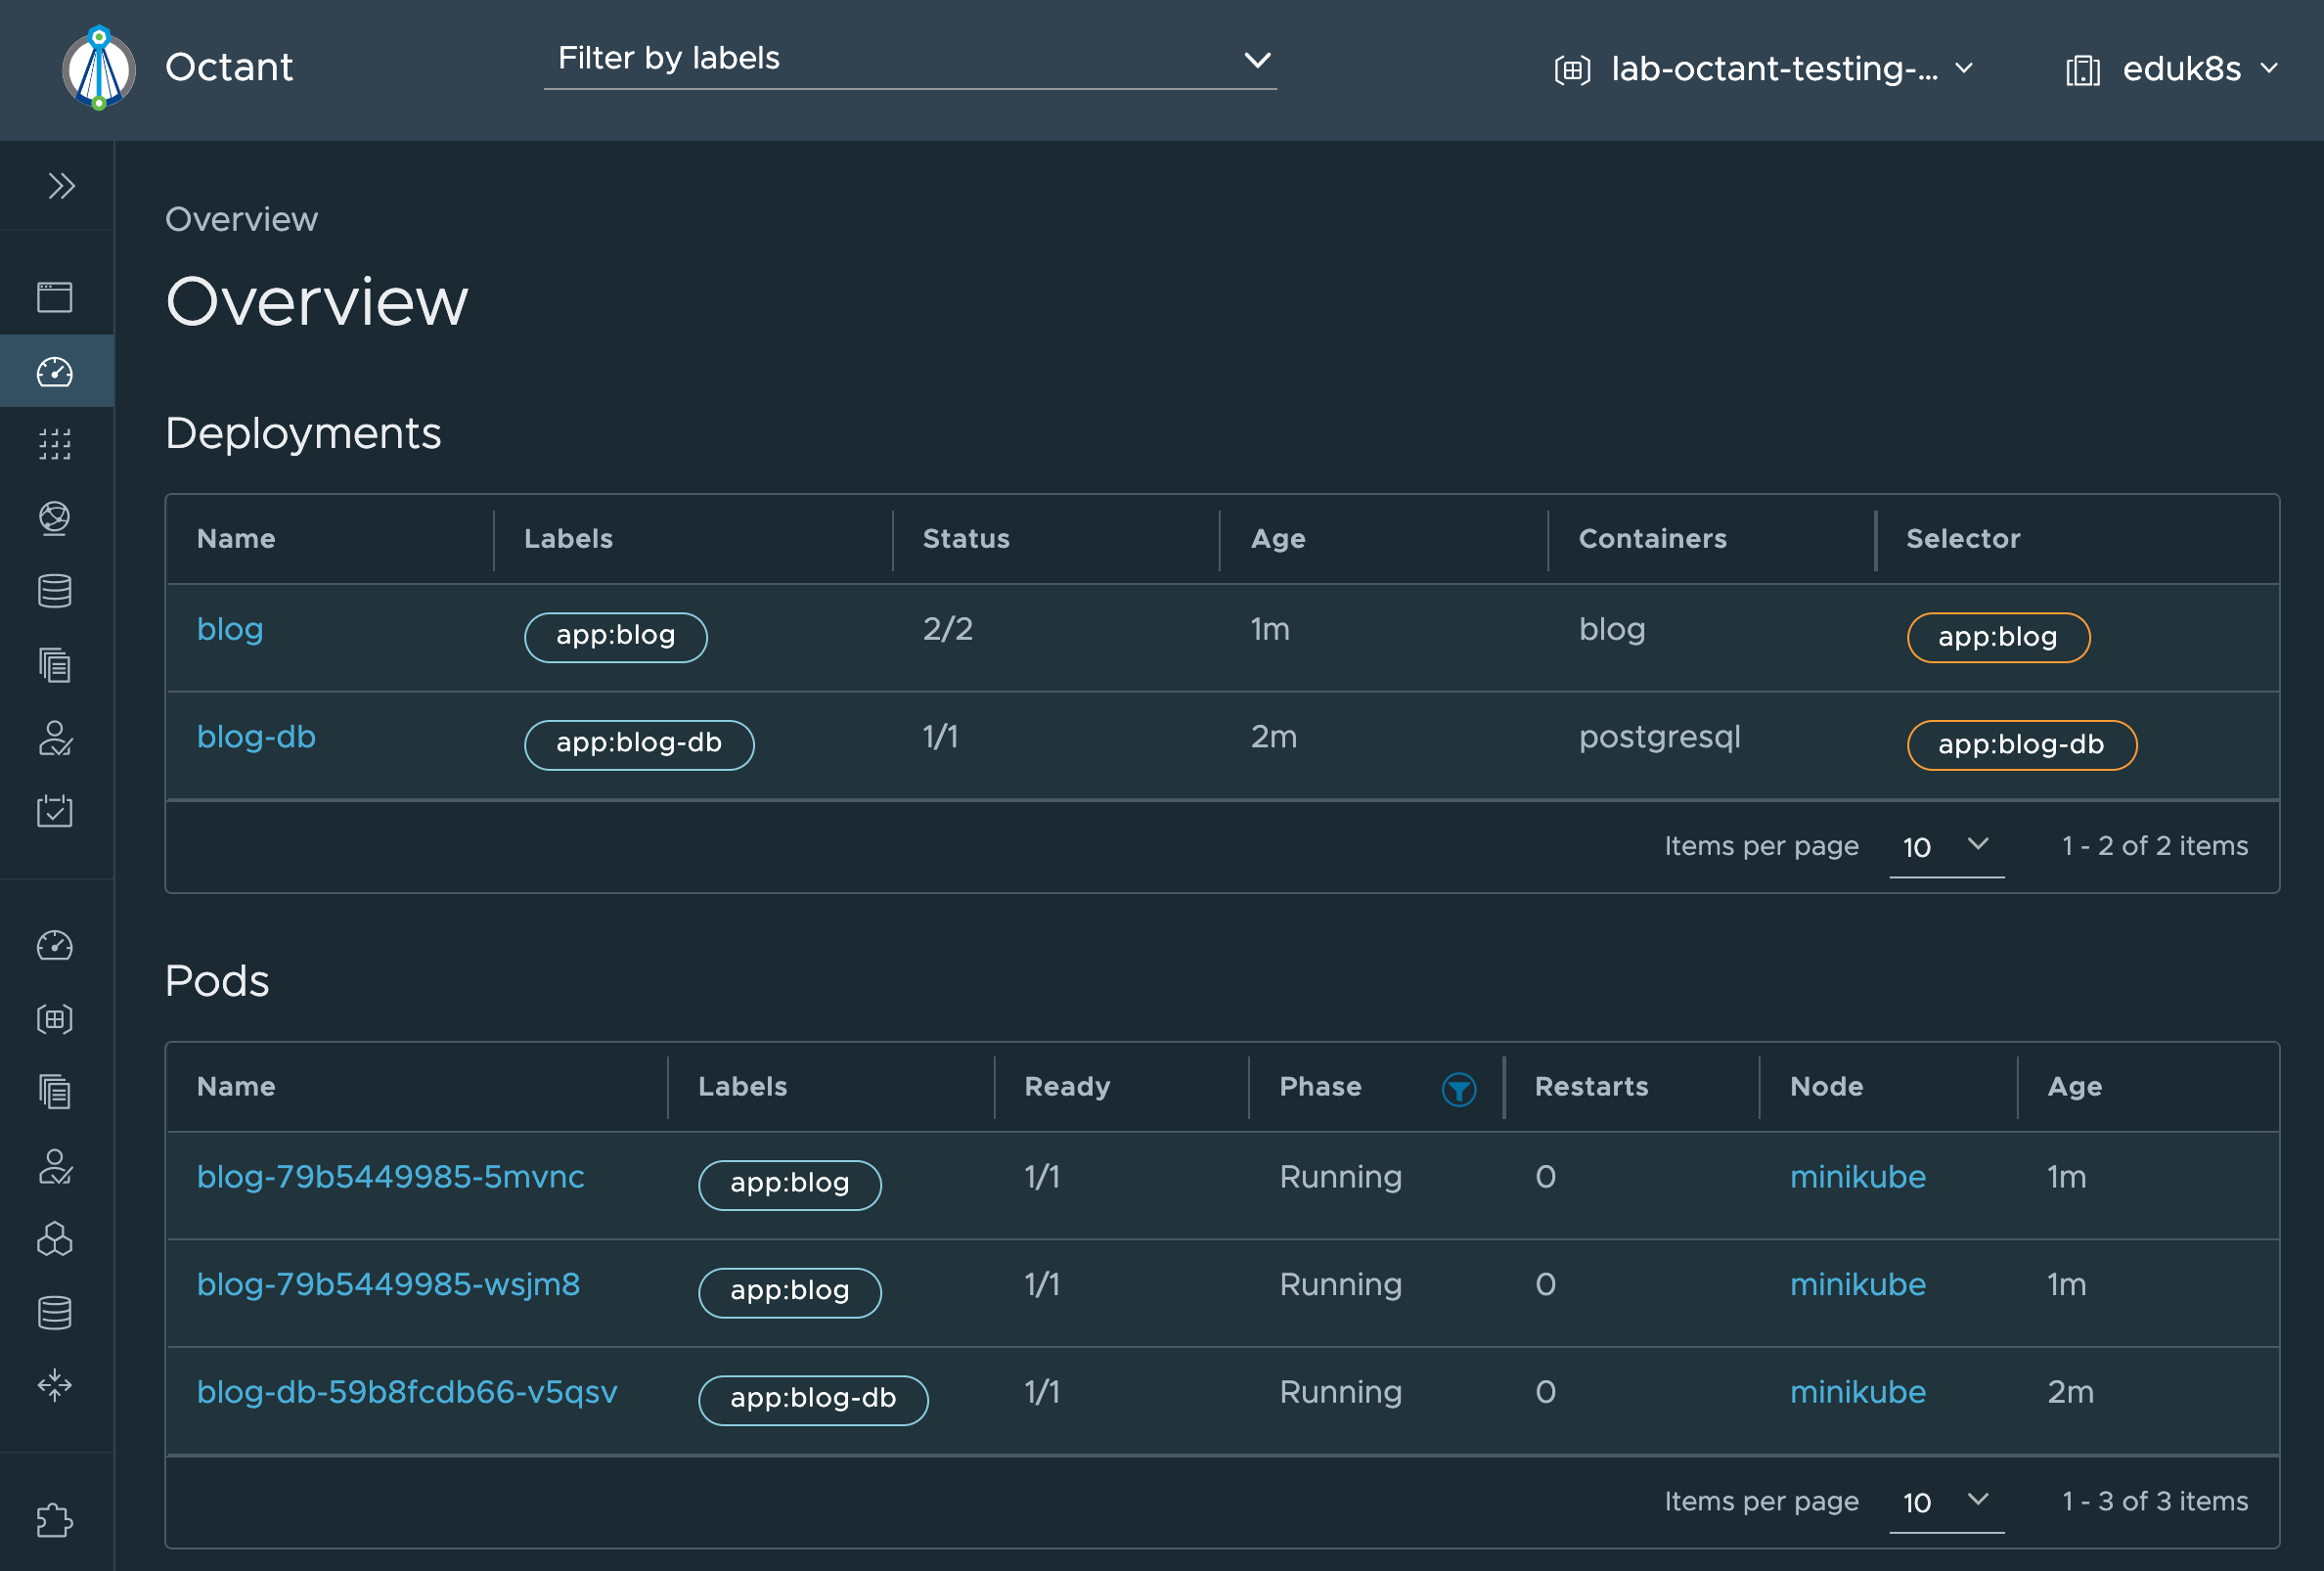 Octant
Filter by labels
lab-octant-testing-...
eduk8s
Overview
Overview
Deployments
Name Labels Status Age Containers Selector
blog app:blog 2/2 1m blog app:blog
blog-db app:blog-db 1/1 2m postgresql app:blog-db
Items per page 10 1 - 2 of 2 items
Pods
Name Labels Ready Phase Restarts Node Age
blog-79b5449985-5mvnc app:blog 1/1 Running 0 minikube 1m
blog-79b5449985-wsjm8 app:blog 1/1 Running 0 minikube 1m
blog-db-59b8fcdb66-v5qsv app:blog-db 1/1 Running 0 minikube 2m
Items per page 10 1 - 3 of 3 items